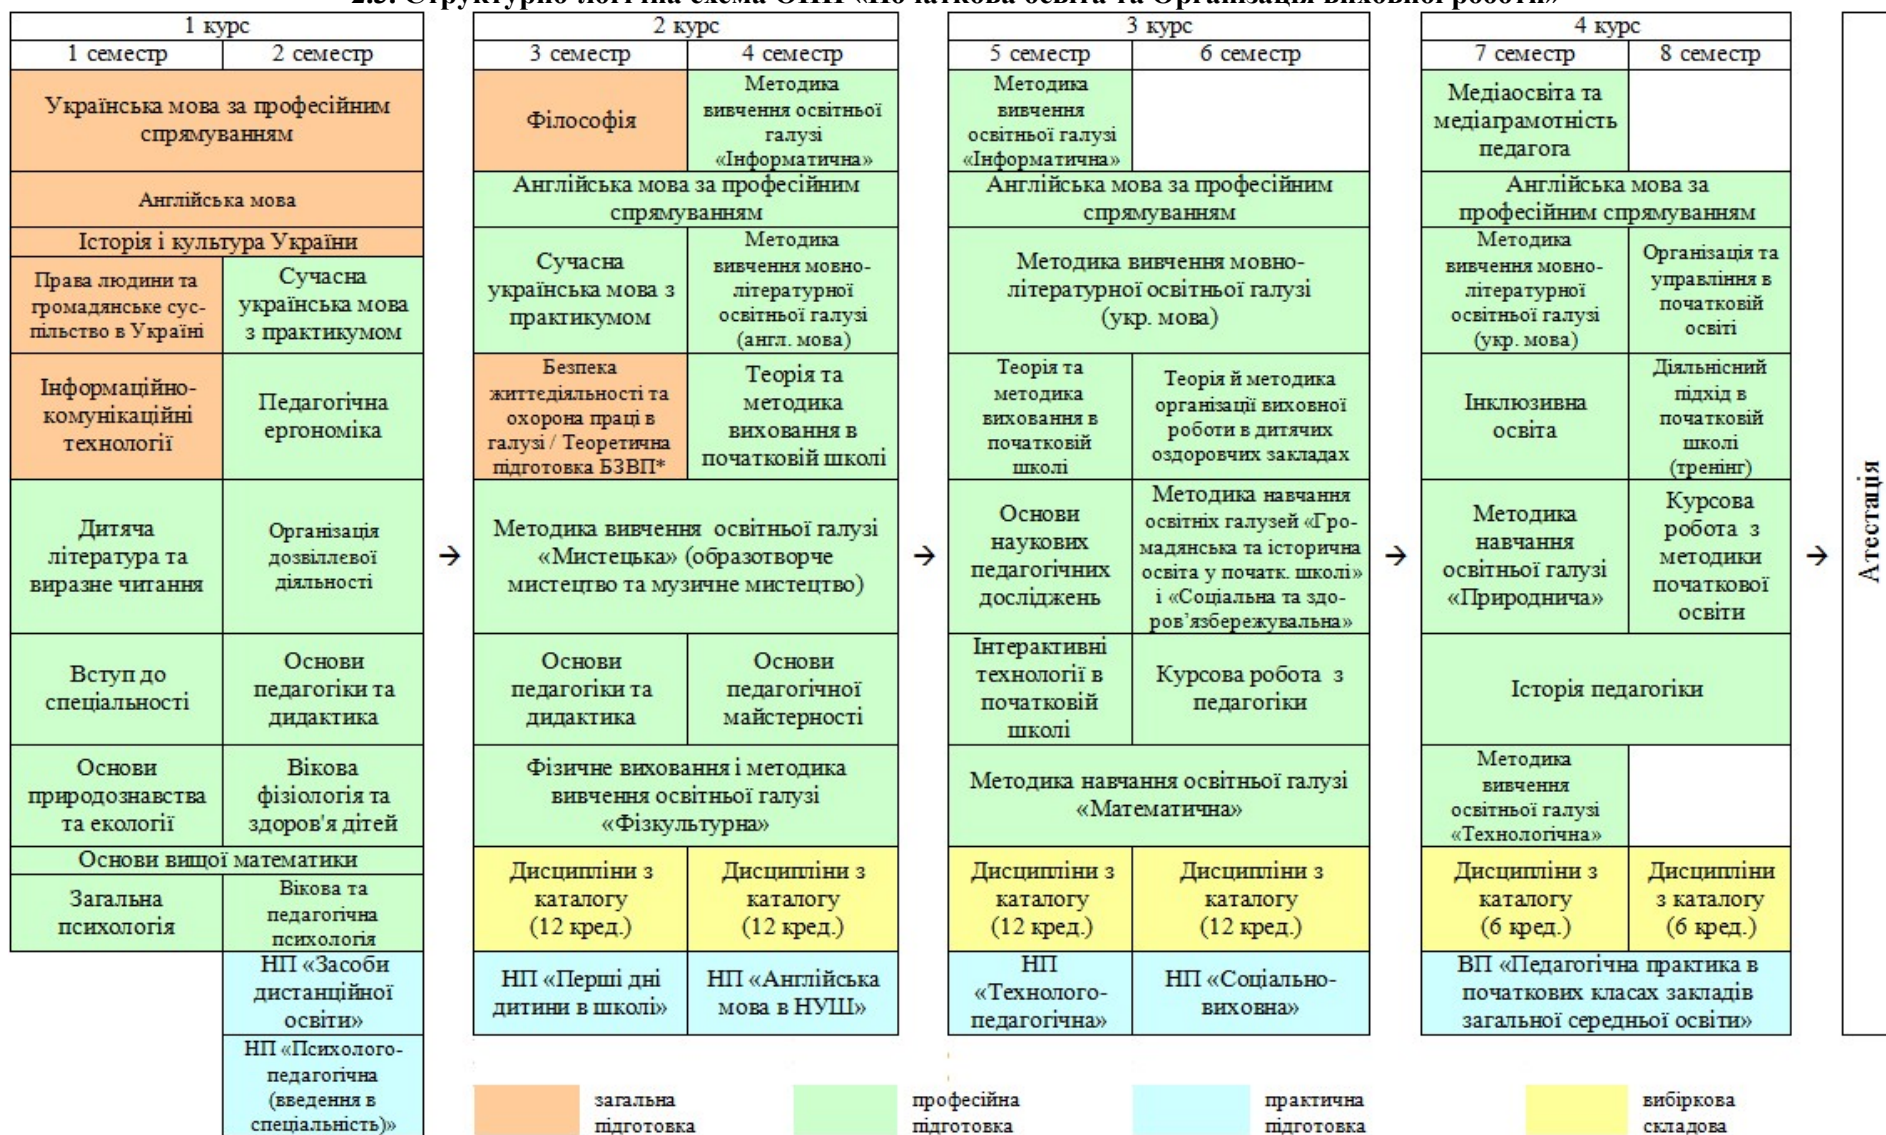 2.3. Структурно-логічна схема ОПП «Початкова освіта та Організація виховної роботи»
1 курс
1 семестр
2 семестр
Українська мова за професійним
спрямуванням
Англійська мова
Історія і культура України
Права людини та
громадянське сус-
пільство в Україні
Сучасна
українська мова
з практикумом
Інформаційно-
комунікаційні
технології
Педагогічна
ергономіка
Дитяча
література та
виразне читання
Організація
дозвіллевої
діяльності
Вступ до
спеціальності
Основи
педагогіки та
дидактика
Основи
природознавства
та екології
Вікова
фізіологія та
здоров'я дітей
Основи вищої математики
Загальна
психологія
Вікова та
педагогічна
психологія
НП «Засоби
дистанційної
освіти»
НП «Психолого-
педагогічна
(введення в
спеціальність)»
→
2 курс
3 семестр
4 семестр
Філософія
Методика
вивчення освітньої
галузі
«Інформатична»
Англійська мова за професійним
спрямуванням
Сучасна
українська мова з
практикумом
Методика
вивчення мовно-
літературної
освітньої галузі
(англ. мова)
Безпека
життедіяльності та
охорона праці в
галузі / Теоретична
підготовка БЗВП*
Теорія та
методика
виховання в
початковій школі
Методика вивчення освітньої галузі
«Мистецька» (образотворче
мистецтво та музичне мистецтво)
Основи
педагогіки та
дидактика
Основи
педагогічної
майстерності
Фізичне виховання і методика
вивчення освітньої галузі
«Фізкультурна»
Дисципліни з
каталогу
(12 кред.)
Дисципліни з
каталогу
(12 кред.)
НП «Перші дні
дитини в школі»
НП «Англійська
мова в НУШ»
→
3 курс
5 семестр
6 семестр
Методика
вивчення
освітньої галузі
«Інформатична»
Англійська мова за професійним
спрямуванням
Методика вивчення мовно-
літературної освітньої галузі
(укр. мова)
Теорія та
методика
виховання в
початковій
школі
Теорія й методика
організації виховної
роботи в дитячих
оздоровчих закладах
Основи
наукових
педагогічних
досліджень
Методика навчання
освітніх галузей «Гро-
мадянська та історична
освіта у початк. школі»
і «Соціальна та здо-
ров’язбережувальна»
Інтерактивні
технології в
початковій
школі
Курсова робота з
педагогіки
Методика навчання освітньої галузі
«Математична»
Дисципліни з
каталогу
(12 кред.)
Дисципліни з
каталогу
(12 кред.)
НП
«Технолого-
педагогічна»
НП «Соціально-
виховна»
→
4 курс
7 семестр
8 семестр
Медіаосвіта та
медіаграмотність
педагога
Англійська мова за
професійним спрямуванням
Методика
вивчення мовно-
літературної
освітньої галузі
(укр. мова)
Організація та
управління в
початковій
освіті
Інклюзивна
освіта
Діяльнісний
підхід в
початковій
школі
(тренінг)
Методика
навчання
освітньої галузі
«Природнича»
Курсова
робота з
методики
початкової
освіти
Історія педагогіки
Методика
вивчення
освітньої галузі
«Технологічна»
Дисципліни з
каталогу
(6 кред.)
Дисципліни
з каталогу
(6 кред.)
ВП «Педагогічна практика в
початкових класах закладів
загальної середньої освіти»
→
Атестація
загальна
підготовка
професійна
підготовка
практична
підготовка
вибіркова
складова